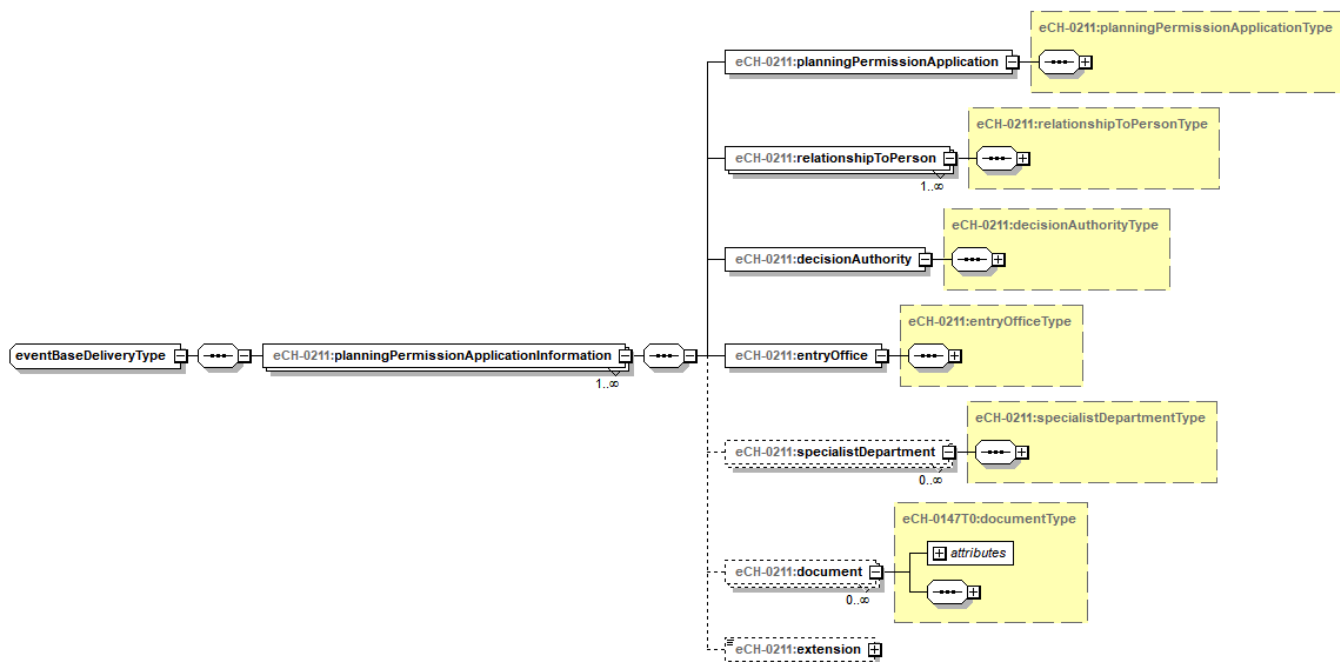 eCH-0211:planningPermissionApplicationType
eCH-0211:planningPermissionApplication
eCH-0211:relationshipToPersonType
eCH-0211:relationshipToPerson
1..∞
eCH-0211:decisionAuthorityType
eCH-0211:decisionAuthority
eCH-0211:entryOfficeType
eventBaseDeliveryType
eCH-0211:planningPermissionApplicationInformation
1..∞
eCH-0211:entryOffice
eCH-0211:specialistDepartmentType
eCH-0211:specialistDepartment
0..∞
eCH-0147T0:documentType
attributes
eCH-0211:document
0..∞
eCH-0211:extension